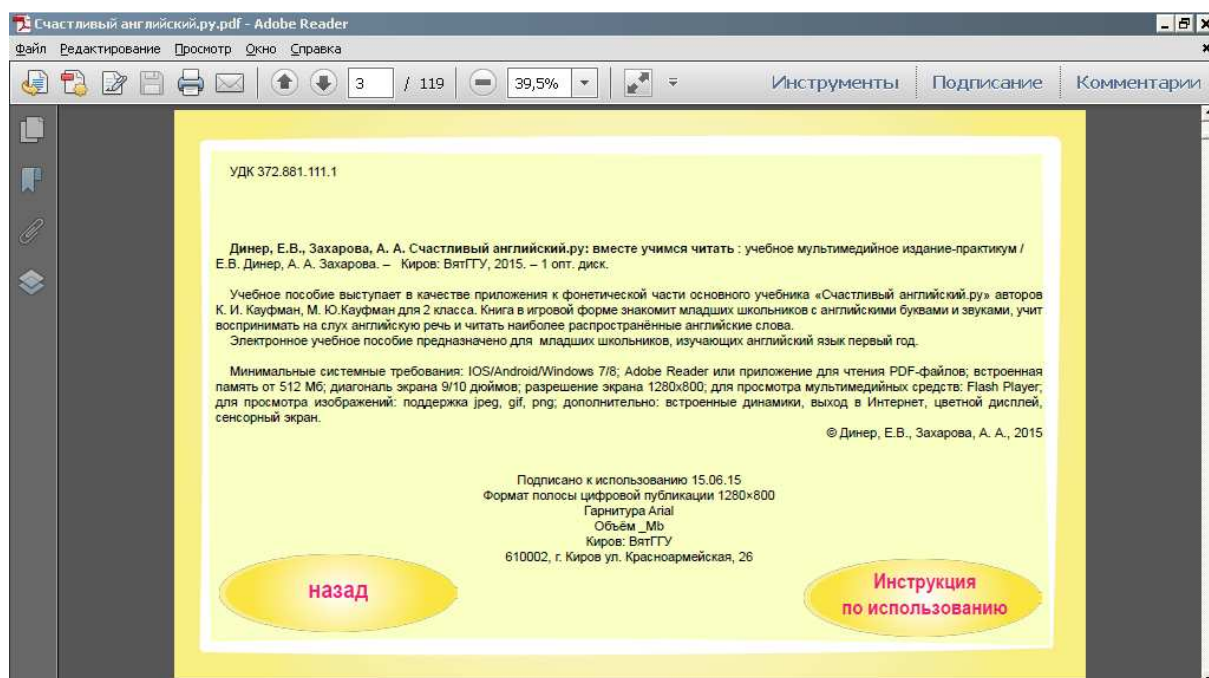 Счастливый английский.ру.pdf - Adobe Reader
Файл Редактирование Просмотр Окно Справка
3 / 119 39,5% Инструменты Подписание Комментарии
УДК 372.881.111.1
Динер, Е.В., Захарова, А. А. Счастливый английский.ру: вместе учимся читать : учебное мультимедийное издание-практикум /
Е.В. Динер, А. А. Захарова. – Киров: ВятГГУ, 2015. – 1 опт. диск.
Учебное пособие выступает в качестве приложения к фонетической части основного учебника «Счастливый английский.ру» авторов
К. И. Кауфман, М. Ю.Кауфман для 2 класса. Книга в игровой форме знакомит младших школьников с английскими буквами и звуками, учит
воспринимать на слух английскую речь и читать наиболее распространённые английские слова.
Электронное учебное пособие предназначено для младших школьников, изучающих английский язык первый год.
Минимальные системные требования: IOS/Android/Windows 7/8; Adobe Reader или приложение для чтения PDF-файлов; встроенная
память от 512 Мб; диагональ экрана 9/10 дюймов; разрешение экрана 1280x800; для просмотра мультимедийных средств: Flash Player;
для просмотра изображений: поддержка jpeg, gif, png; дополнительно: встроенные динамики, выход в Интернет, цветной дисплей,
сенсорный экран.
© Динер, Е.В., Захарова, А. А., 2015
Подписано к использованию 15.06.15
Формат полосы цифровой публикации 1280×800
Гарнитура Arial
Объём _Mb
Киров: ВятГГУ
610002, г. Киров ул. Красноармейская, 26
назад
Инструкция
по использованию